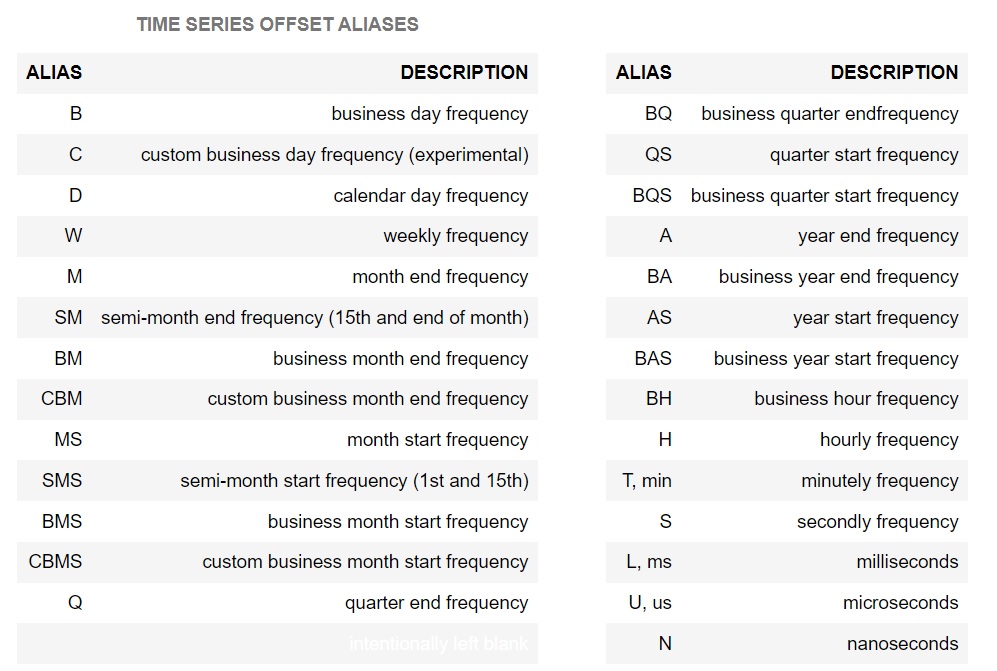 TIME SERIES OFFSET ALIASES
ALIAS DESCRIPTION
B business day frequency
C custom business day frequency (experimental)
D calendar day frequency
W weekly frequency
M month end frequency
SM semi-month end frequency (15th and end of month)
BM business month end frequency
CBM custom business month end frequency
MS month start frequency
SMS semi-month start frequency (1st and 15th)
BMS business month start frequency
CBMS custom business month start frequency
Q quarter end frequency
intentionally left blank
ALIAS DESCRIPTION
BQ business quarter endfrequency
QS quarter start frequency
BQS business quarter start frequency
A year end frequency
BA business year end frequency
AS year start frequency
BAS business year start frequency
BH business hour frequency
H hourly frequency
T, min minutely frequency
S secondly frequency
L, ms milliseconds
U, us microseconds
N nanoseconds